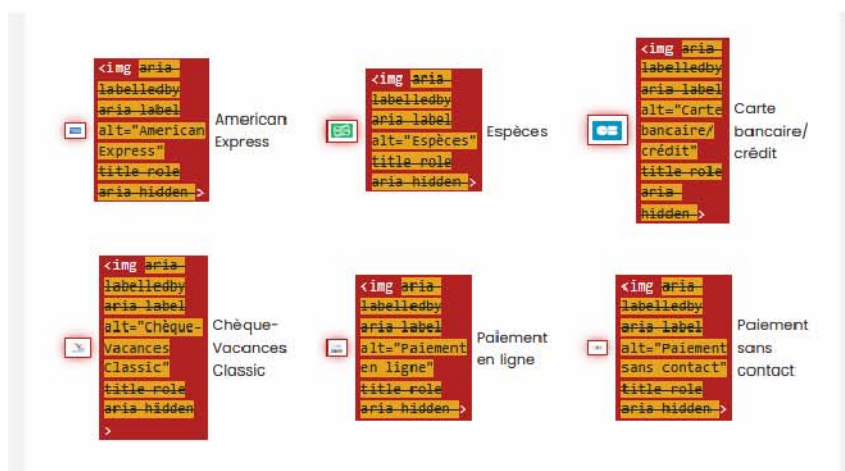 <img aria labelledby
aria label
alt="American Express"
title role
aria hidden >
American
Express
<img aria labelledby
aria label
alt="Espèces"
title role
aria hidden >
Espèces
<img aria labelledby
aria label
alt="Carte bancaire/ crédit"
title role
aria hidden >
Carte
bancaire/
crédit
<img aria labelledby
aria label
alt="Chèque-Vacances Classic"
title role
aria hidden >
Chèque-
Vacances
Classic
<img aria labelledby
aria label
alt="Paiement en ligne"
title role
aria hidden >
Paiement
en ligne
<img aria labelledby
aria label
alt="Paiement sans contact"
title role
aria hidden >
Paiement
sans
contact